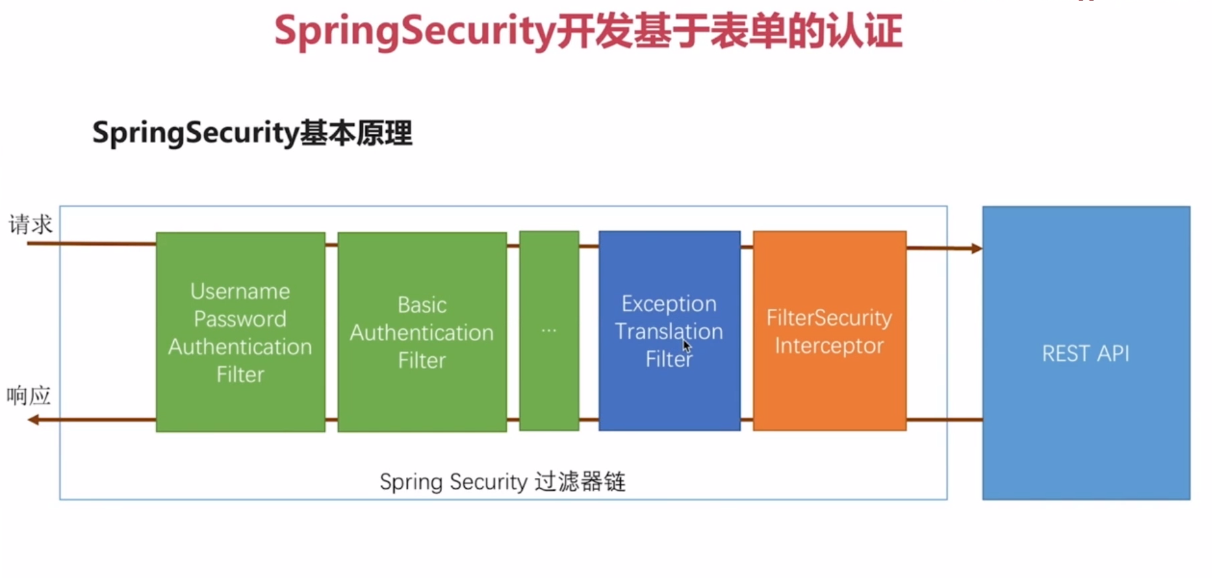 SpringSecurity开发基于表单的认证
SpringSecurity基本原理
请求
Username
Password
Authentication
Filter
Basic
Authentication
Filter
...
Exception
Translation
Filter
FilterSecurity
Interceptor
REST API
响应
Spring Security 过滤器链